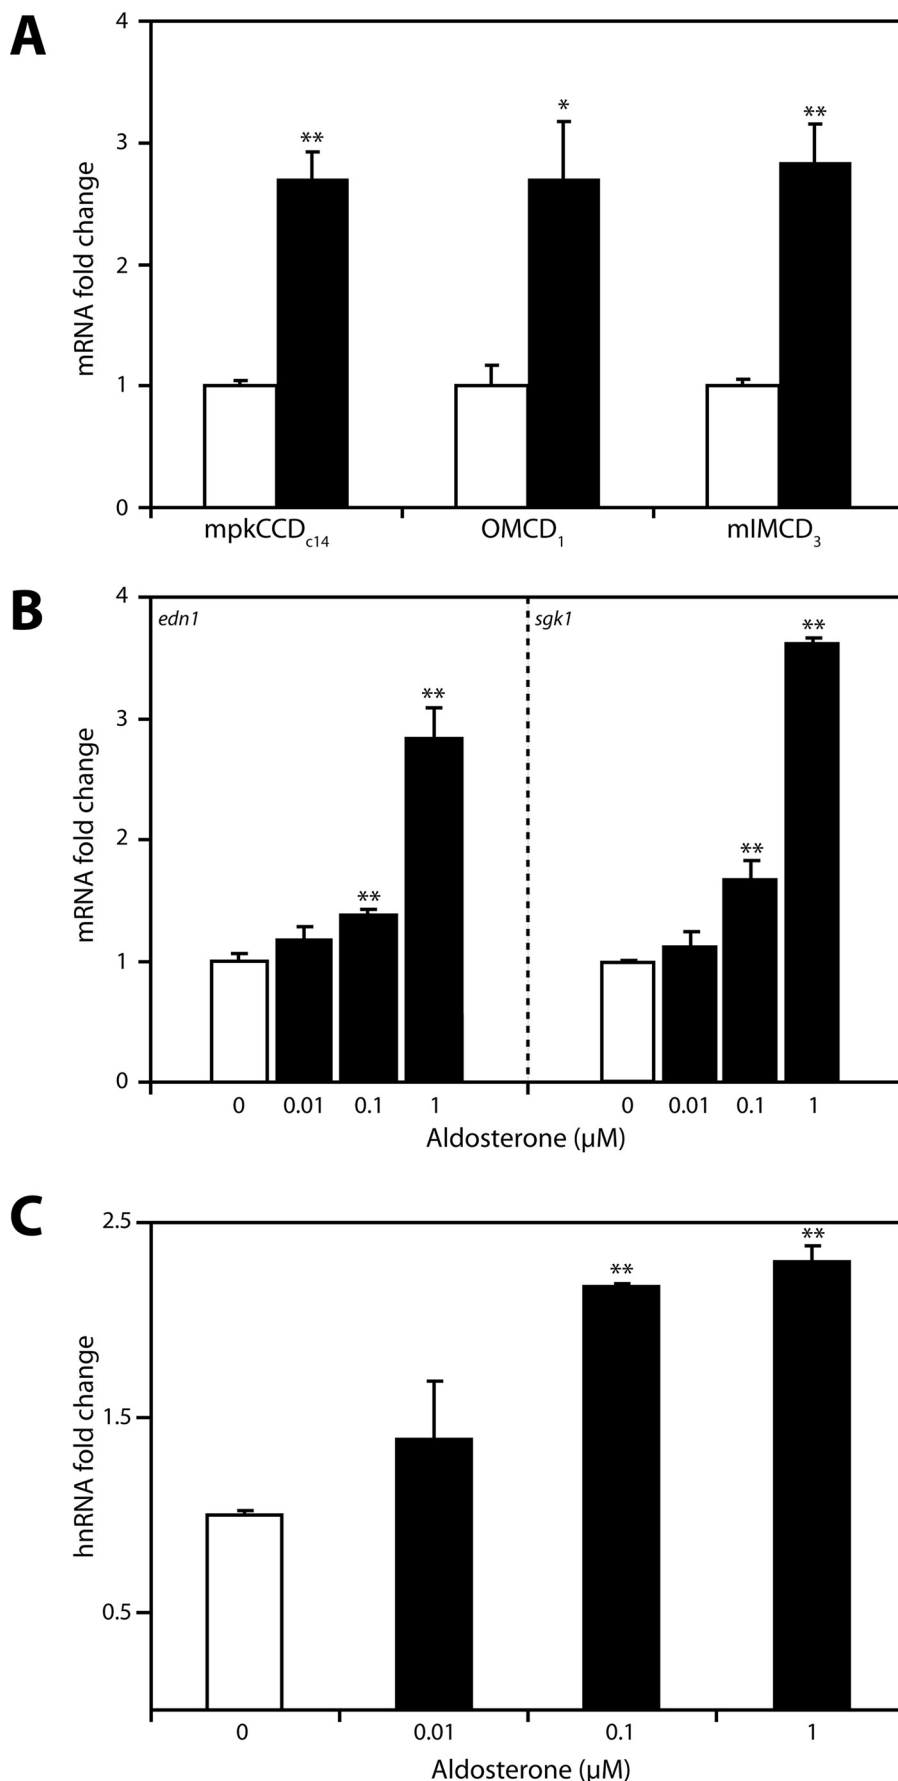 A
4
**
*
**
3
mRNA fold change
2
1
0
mpkCCDc14
OMCD1
mIMCD3
B
4
edn1
sgk1
**
**
3
mRNA fold change
2
**
**
1
0
0
0.01
0.1
1
0
0.01
0.1
1
Aldosterone (µM)
C
2.5
**
**
hnRNA fold change
1.5
0.5
0
0.01
0.1
1
Aldosterone (µM)